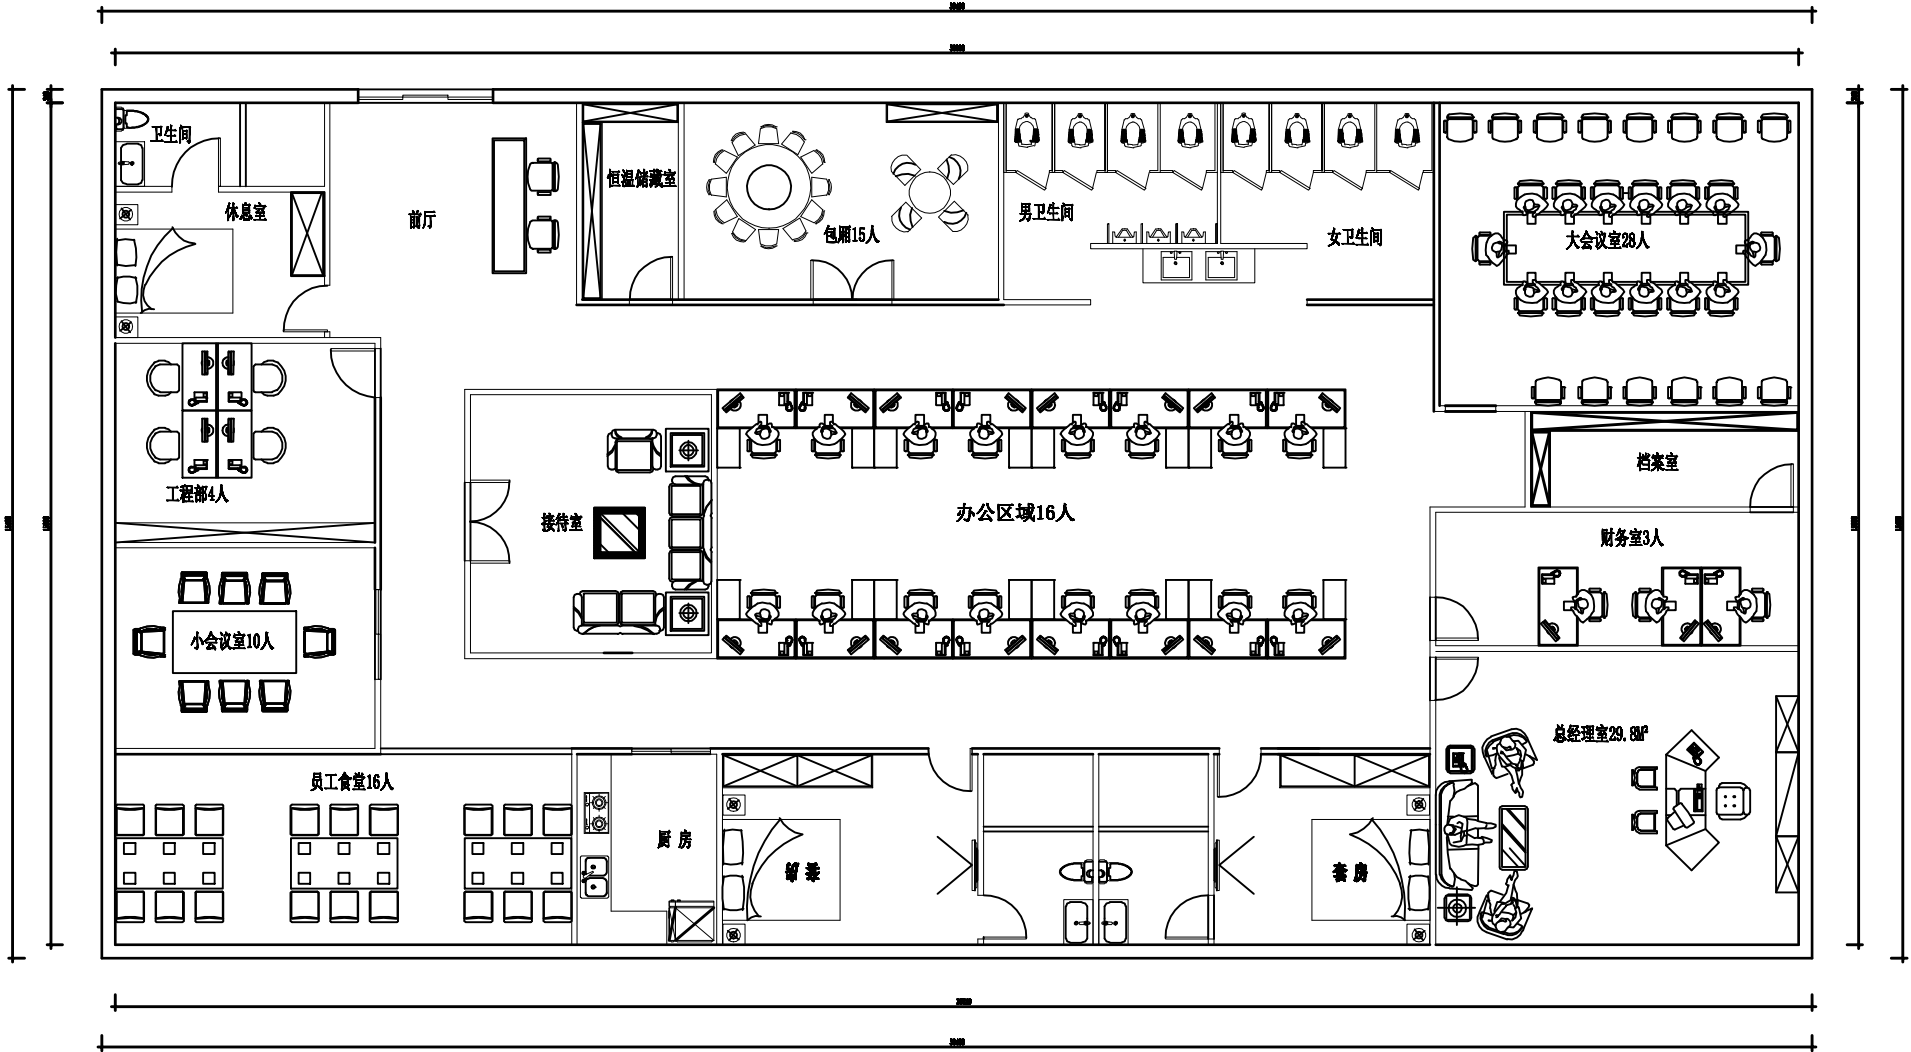 卫生间
休息室
前厅
恒温储藏室
包厢15人
男卫生间
女卫生间
大会议室28人
工程部4人
接待室
办公区域16人
档案室
财务室3人
小会议室10人
总经理室29.8M²
员工食堂16人
厨 房
套 房
套 房